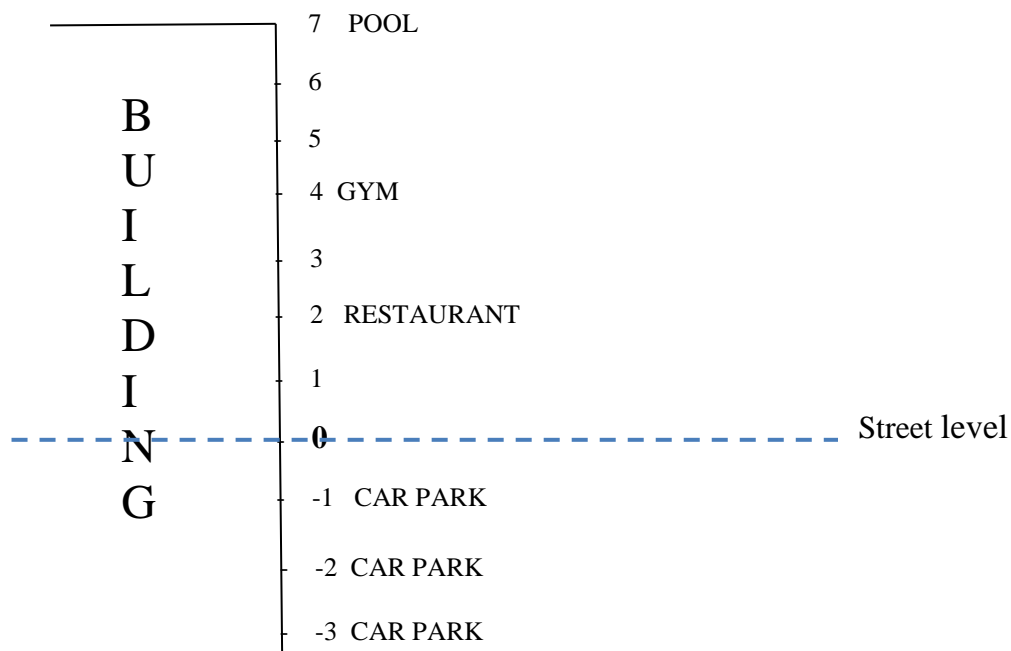 7 POOL
6
5
4 GYM
3
2 RESTAURANT
1
0
Street level
-1 CAR PARK
-2 CAR PARK
-3 CAR PARK
B
U
I
L
D
I
N
G